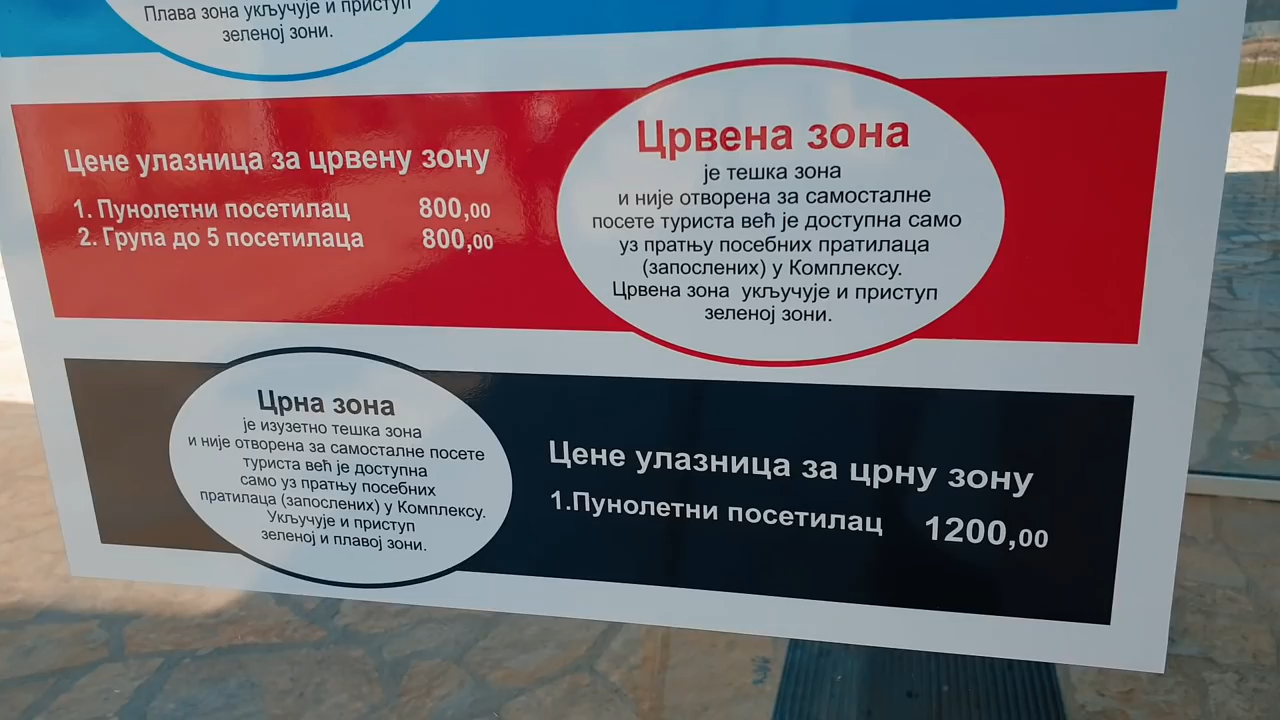 Плава зона укључује и приступ
зеленој зони.
Цене улазница за црвену зону
1. Пунолетни посетилац 800,00
2. Група до 5 посетилаца 800,00
Црвена зона
је тешка зона
и није отворена за самосталне
посете туриста већ је доступна само
уз пратњу посебних пратилаца
(запослених) у Комплексу.
Црвена зона укључује и приступ
зеленој зони.
Црна зона
је изузетно тешка зона
и није отворена за самосталне посете
туриста већ је доступна
само уз пратњу посебних
пратилаца (запослених) у Комплексу.
Укључује и приступ
зеленој и плавој зони.
Цене улазница за црну зону
1.Пунолетни посетилац 1200,00